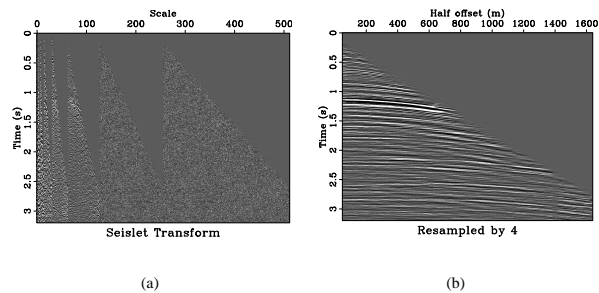 Scale
0 100 200 300 400 500
0 0.5 1 1.5 2 2.5 3
Time (s)
Seislet Transform
(a)
Half offset (m)
200 400 600 800 1000 1200 1400 1600
0 0.5 1 1.5 2 2.5 3
Time (s)
Resampled by 4
(b)